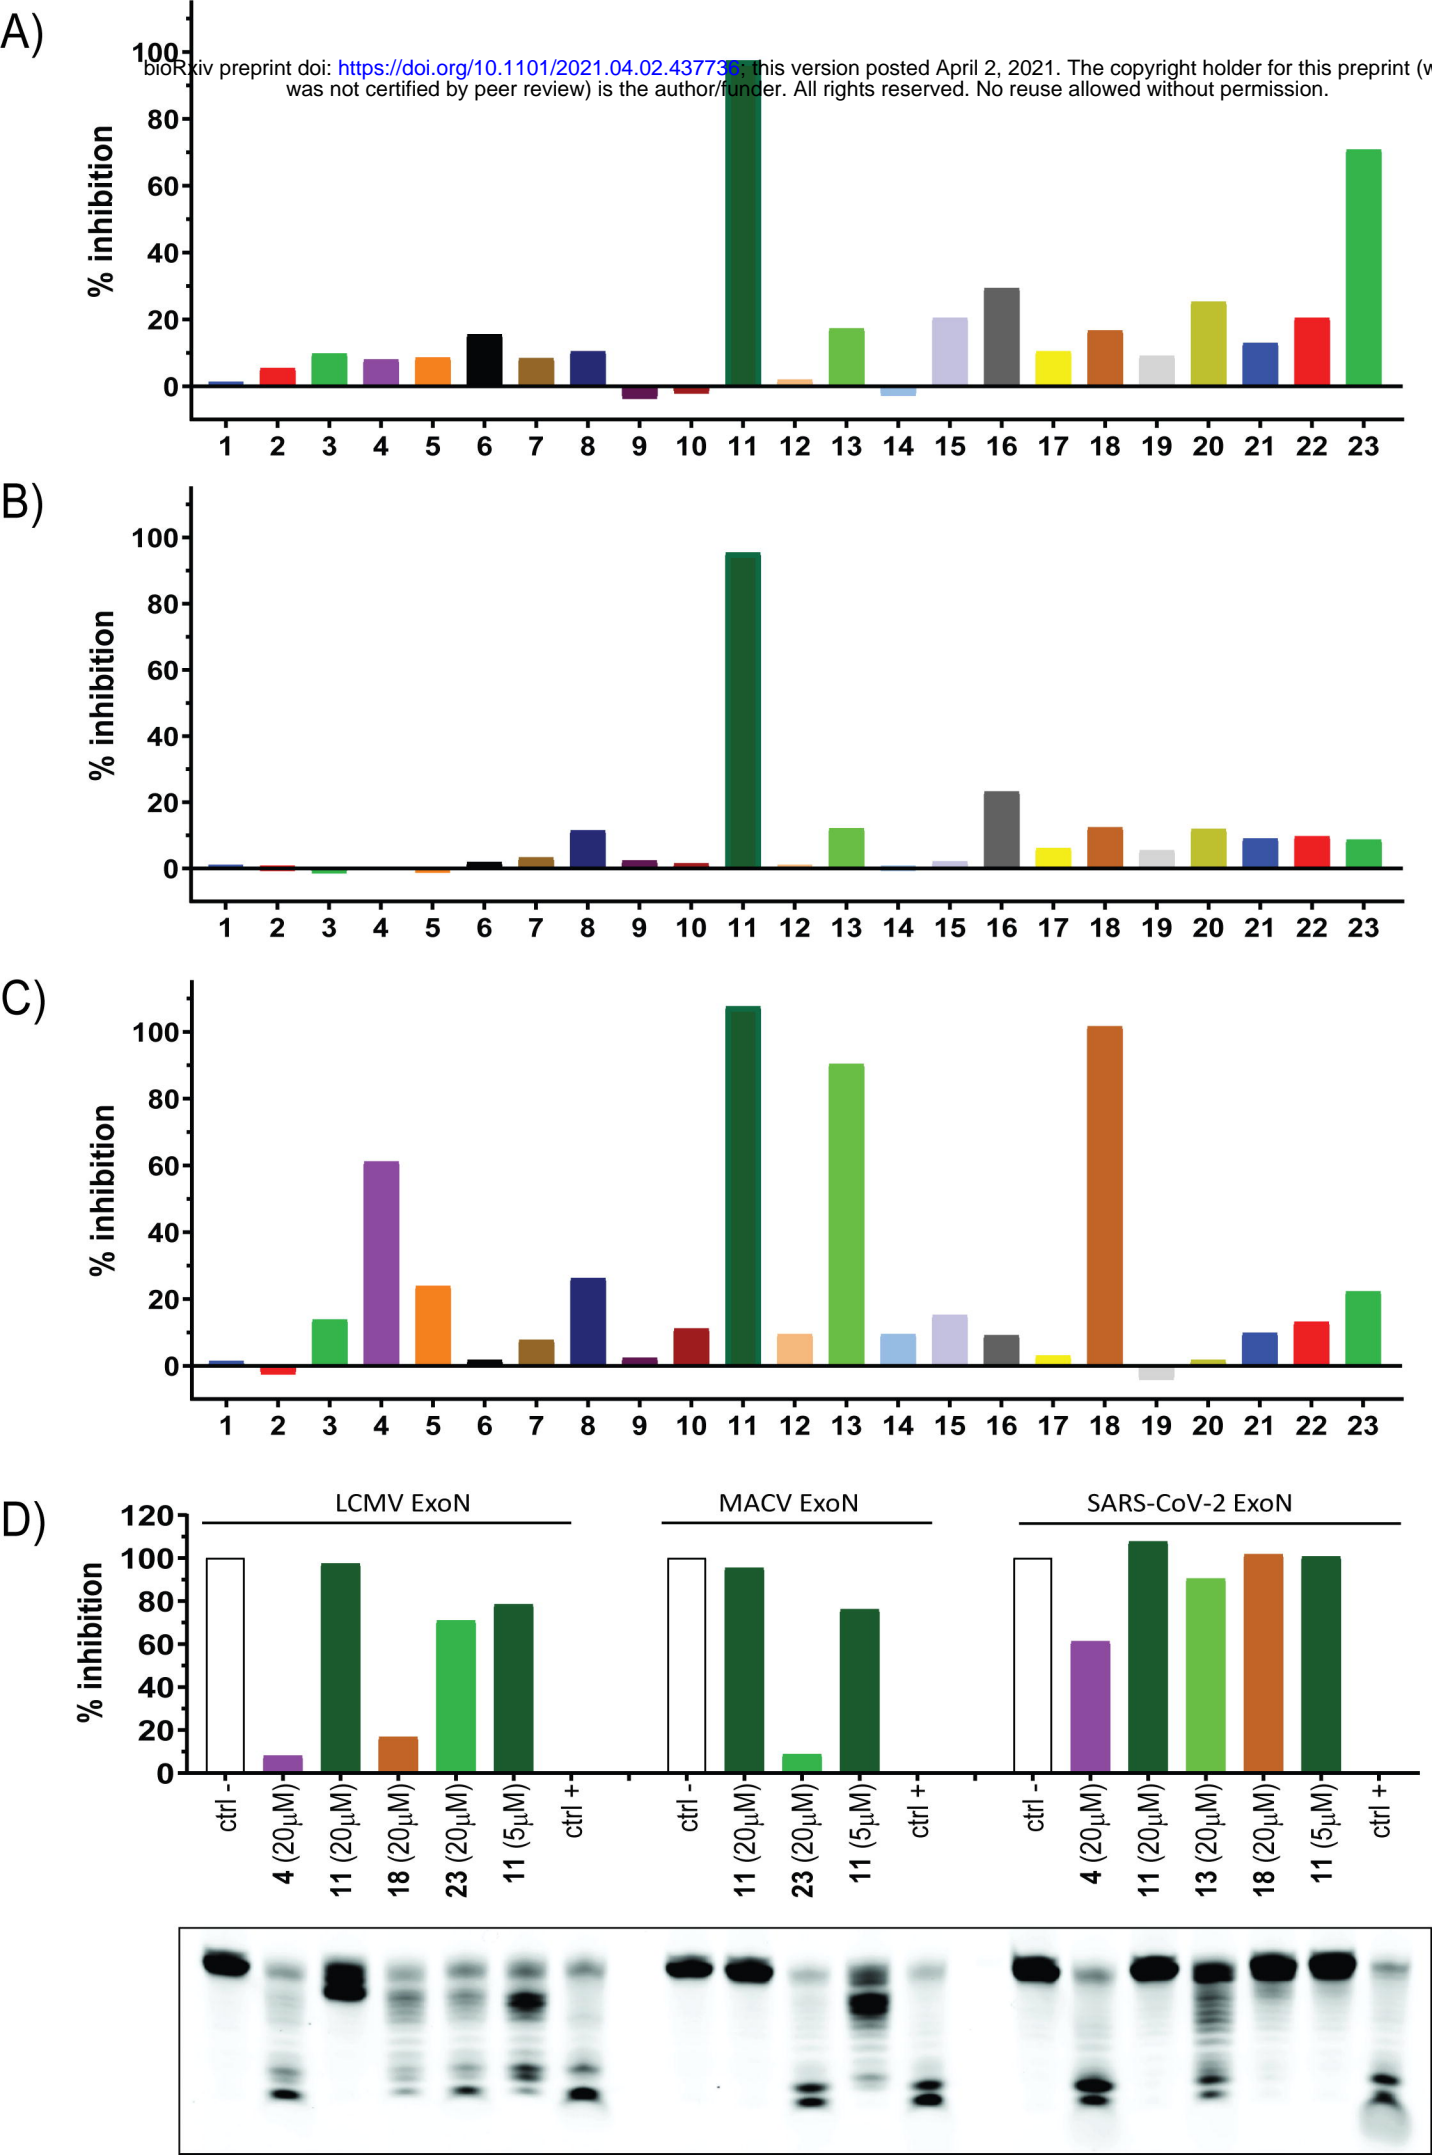 A)
bioRxiv preprint doi: https://doi.org/10.1101/2021.04.02.437736; this version posted April 2, 2021. The copyright holder for this preprint (w
was not certified by peer review) is the author/funder. All rights reserved. No reuse allowed without permission.
% inhibition
100
80
60
40
20
0
1 2 3 4 5 6 7 8 9 10 11 12 13 14 15 16 17 18 19 20 21 22 23
B)
% inhibition
100
80
60
40
20
0
1 2 3 4 5 6 7 8 9 10 11 12 13 14 15 16 17 18 19 20 21 22 23
C)
% inhibition
100
80
60
40
20
0
1 2 3 4 5 6 7 8 9 10 11 12 13 14 15 16 17 18 19 20 21 22 23
D)
LCMV ExoN MACV ExoN SARS-CoV-2 ExoN
% inhibition
120
100
80
60
40
20
0
ctrl -
4 (20µM)
11 (20µM)
18 (20µM)
23 (20µM)
11 (5µM)
ctrl +
ctrl -
11 (20µM)
23 (20µM)
11 (5µM)
ctrl +
ctrl -
4 (20µM)
11 (20µM)
13 (20µM)
18 (20µM)
11 (5µM)
ctrl +